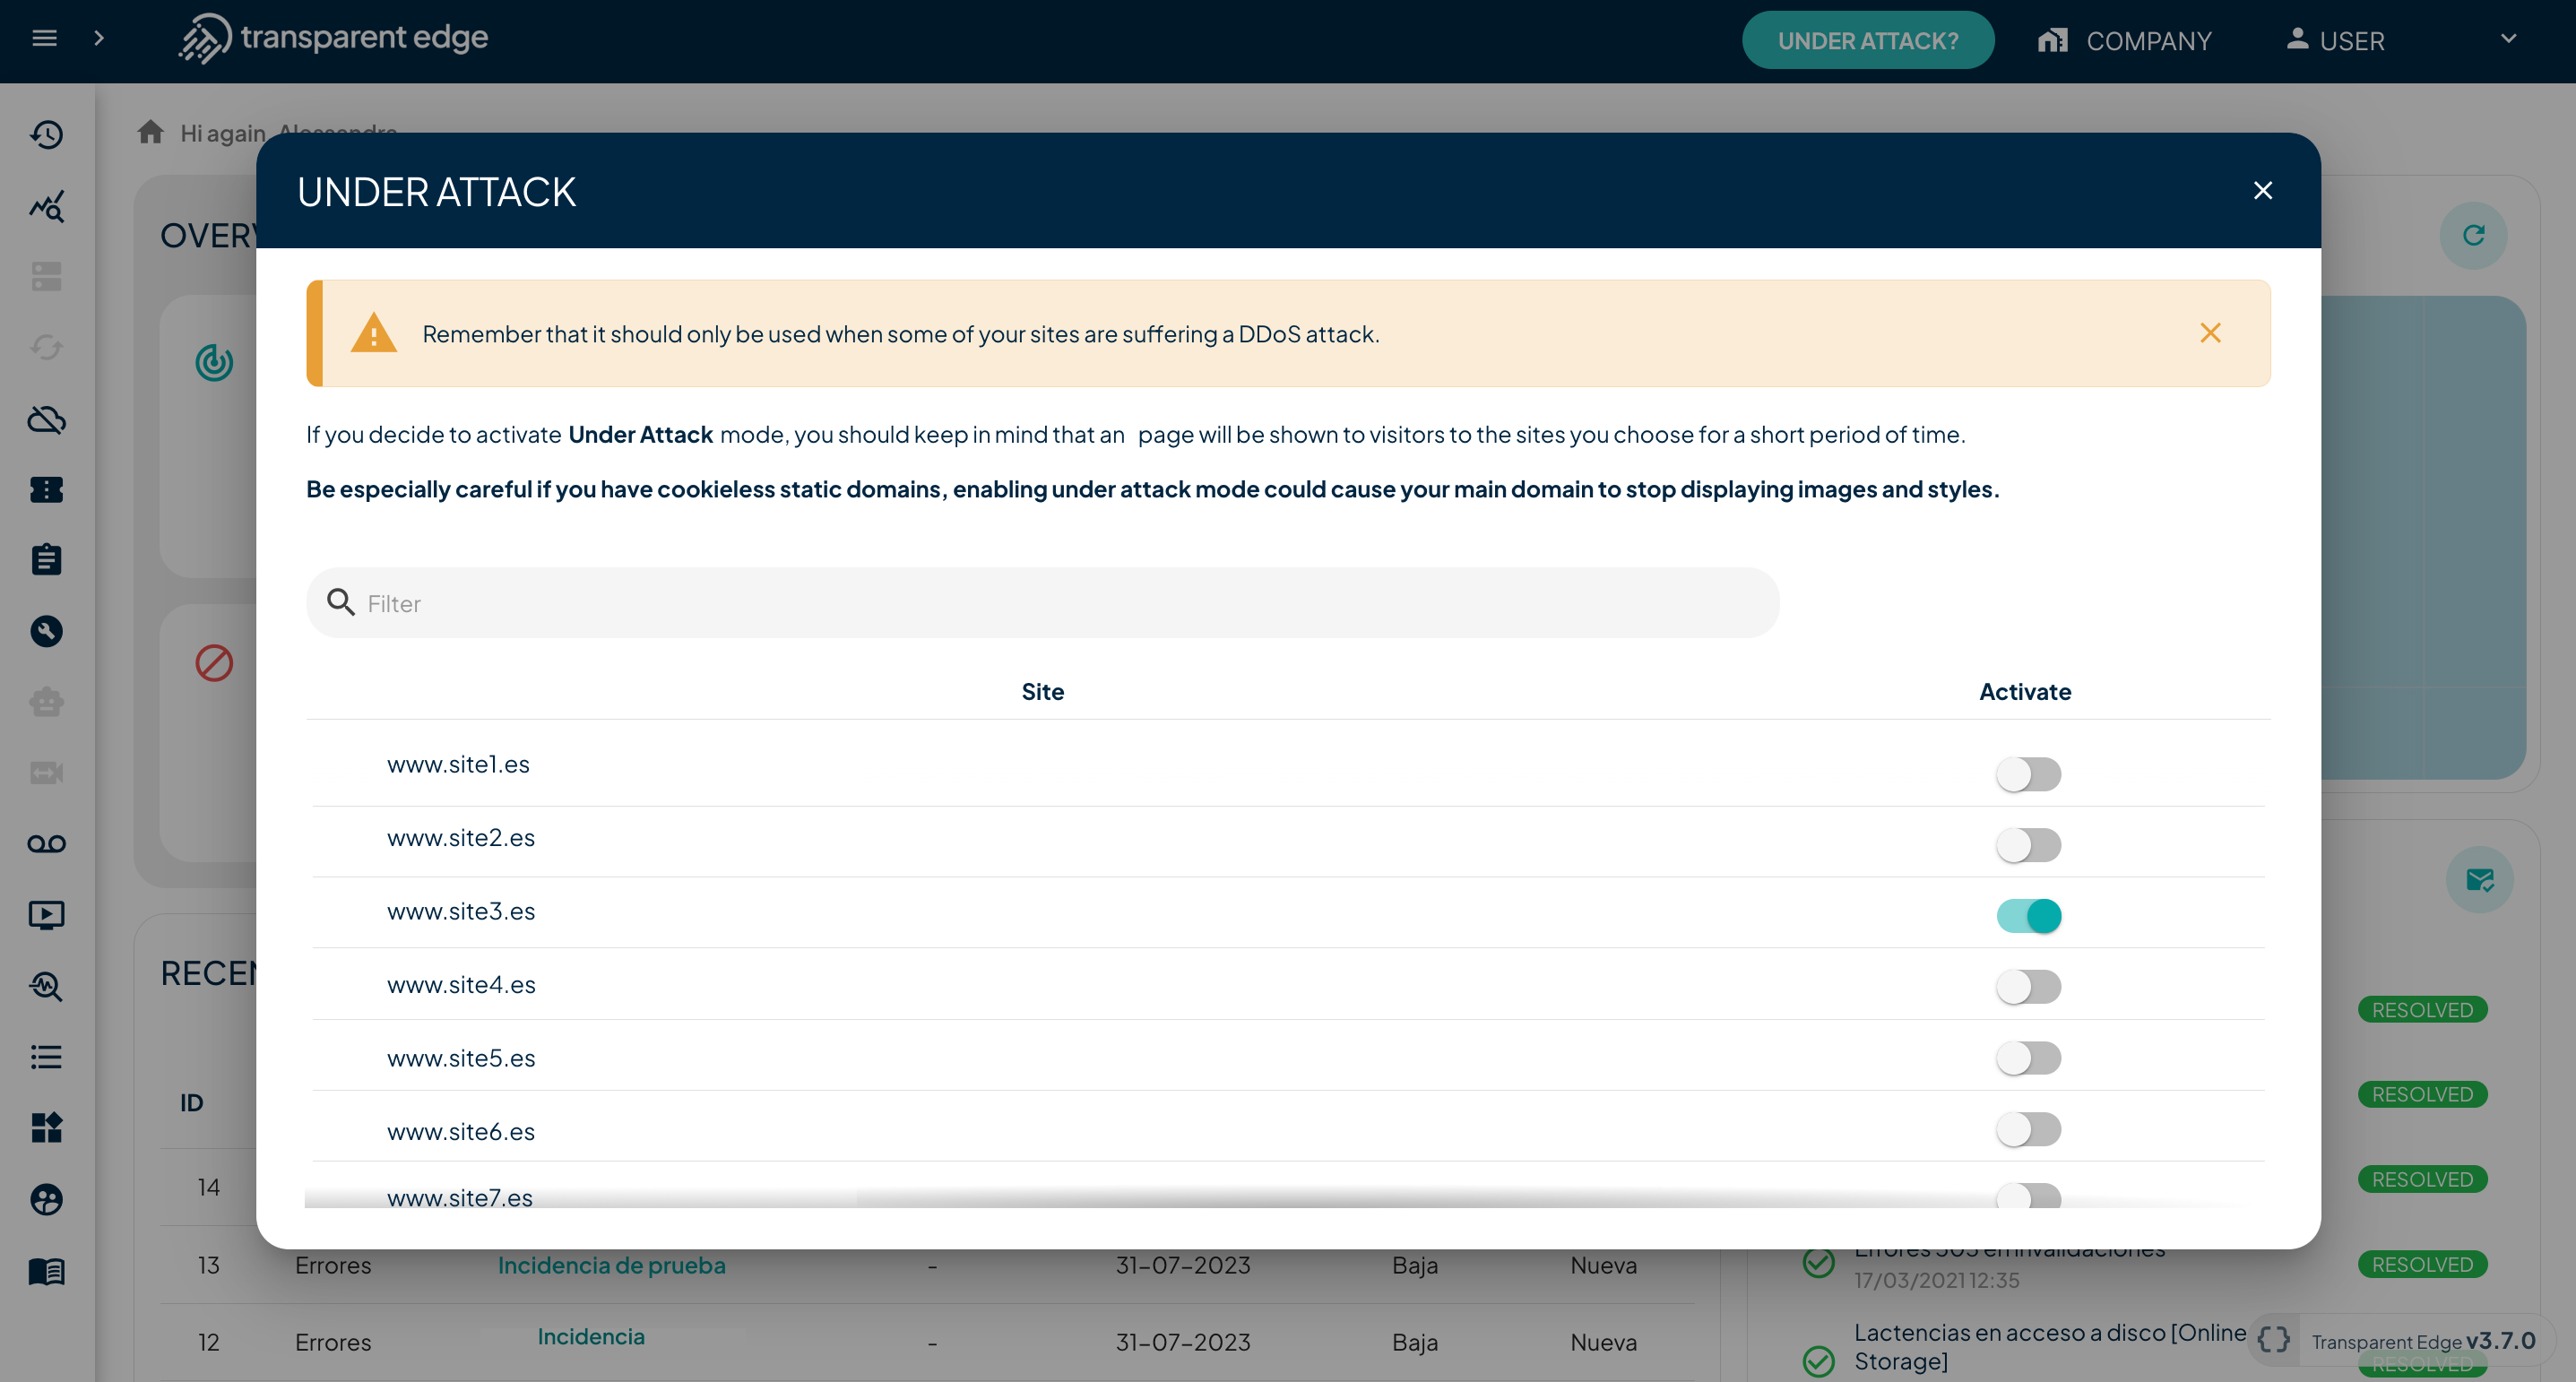 transparent edge
UNDER ATTACK?
COMPANY
USER
Hi again, Alessandra
UNDER ATTACK
Remember that it should only be used when some of your sites are suffering a DDoS attack.
If you decide to activate Under Attack mode, you should keep in mind that an page will be shown to visitors to the sites you choose for a short period of time.
Be especially careful if you have cookieless static domains, enabling under attack mode could cause your main domain to stop displaying images and styles.
Filter
Site Activate
www.site1.es
www.site2.es
www.site3.es
www.site4.es
www.site5.es
www.site6.es
www.site7.es
ID
14
13 Errores Incidencia de prueba - 31-07-2023 Baja Nueva
12 Errores Incidencia - 31-07-2023 Baja Nueva
RESOLVED
RESOLVED
RESOLVED
Errores 503 en invalidaciones
17/03/2021 12:35
RESOLVED
Lactencias en acceso a disco [Online
Storage]
RESOLVED
Transparent Edge v3.7.0